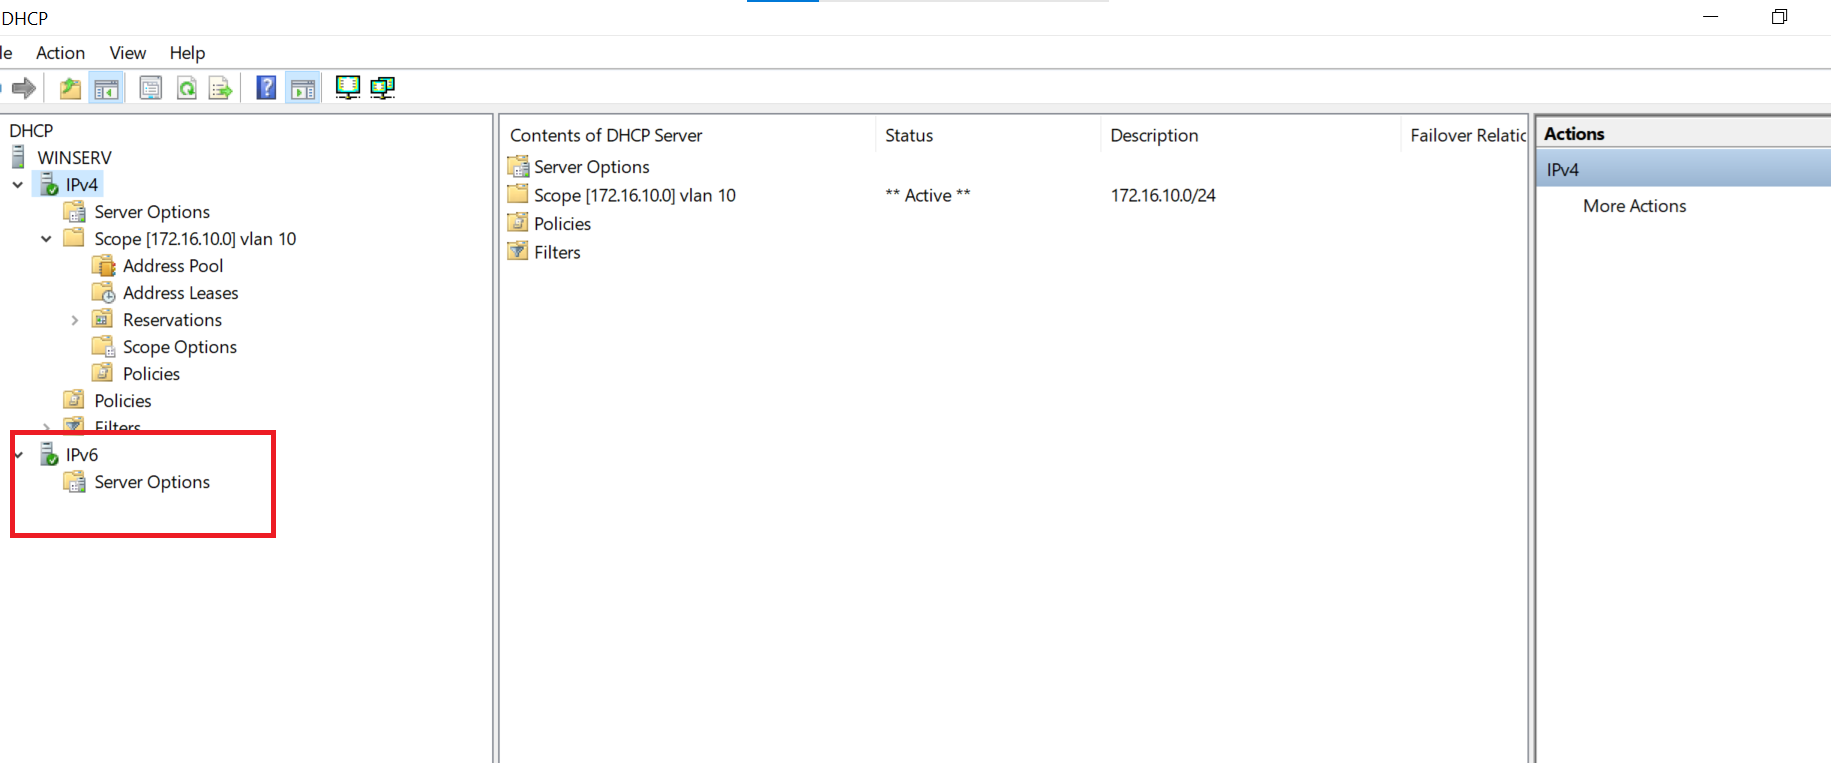 DHCP
le Action View Help
DHCP
WINSERV
IPv4
Server Options
Scope [172.16.10.0] vlan 10
Address Pool
Address Leases
Reservations
Scope Options
Policies
Policies
Filters
IPv6
Server Options
Contents of DHCP Server Status Description Failover Relatic
Server Options
Scope [172.16.10.0] vlan 10 ** Active ** 172.16.10.0/24
Policies
Filters
Actions
IPv4
More Actions